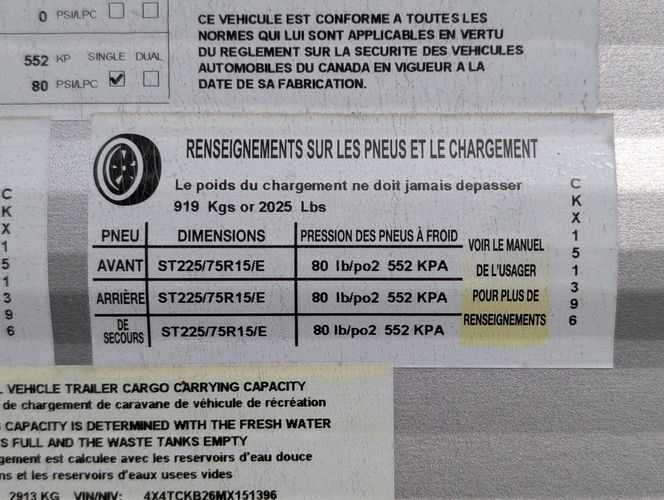 0 PSI/LPC
552 KP SINGLE DUAL
80 PSI/LPC
CE VEHICULE EST CONFORME A TOUTES LES
NORMES QUI LUI SONT APPLICABLES EN VERTU
DU REGLEMENT SUR LA SECURITE DES VEHICULES
AUTOMOBILES DU CANADA EN VIGUEUR A LA
DATE DE SA FABRICATION.
RENSEIGNEMENTS SUR LES PNEUS ET LE CHARGEMENT
Le poids du chargement ne doit jamais depasser
919 Kgs or 2025 Lbs
PNEU DIMENSIONS PRESSION DES PNEUS À FROID
AVANT ST225/75R15/E 80 lb/po2 552 KPA
ARRIÈRE ST225/75R15/E 80 lb/po2 552 KPA
DE SECOURS ST225/75R15/E 80 lb/po2 552 KPA
VOIR LE MANUEL
DE L'USAGER
POUR PLUS DE
RENSEIGNEMENTS
CKX151396
CKX151396
VEHICLE TRAILER CARGO CARRYING CAPACITY
de chargement de caravane de véhicule de récréation
CAPACITY IS DETERMINED WITH THE FRESH WATER
S FULL AND THE WASTE TANKS EMPTY
gement est calculee avec les reservoirs d'eau douce
ns et les reservoirs d'eaux usees vides
2913 KG VIN/NIV: 4X4TCKB26MX151396